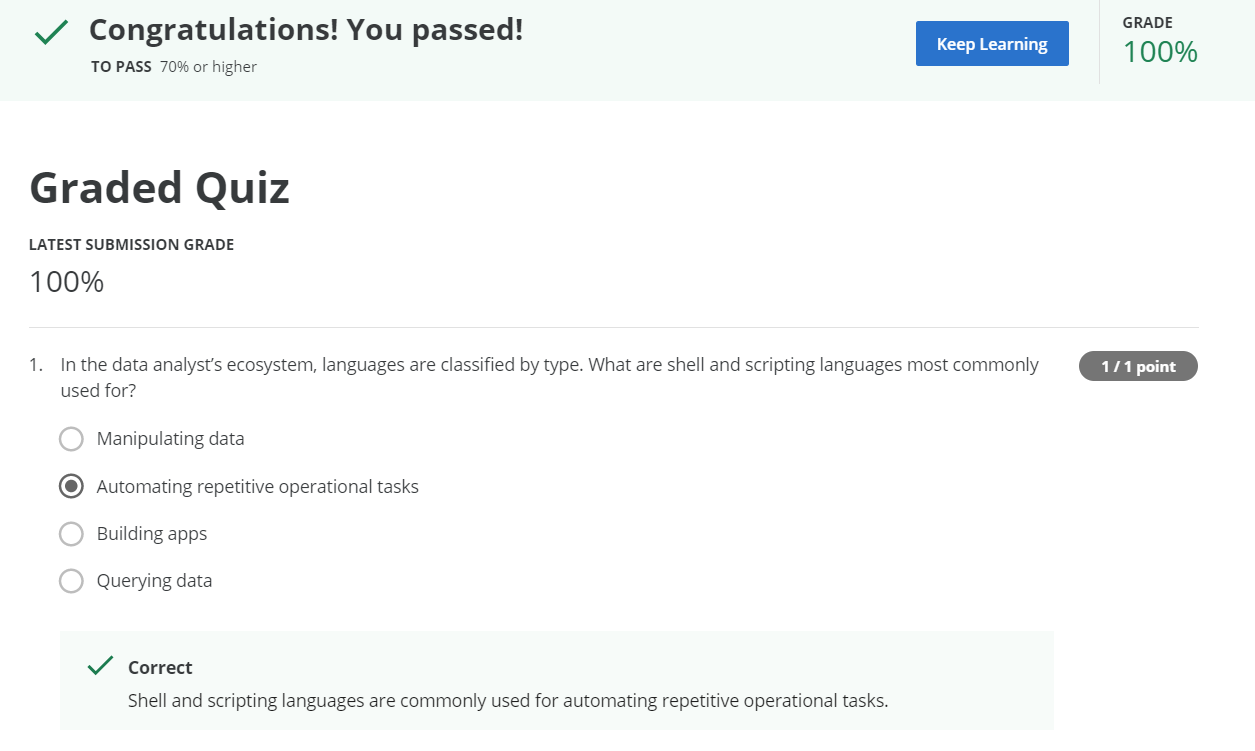 Congratulations! You passed!
TO PASS 70% or higher
Keep Learning
GRADE
100%
Graded Quiz
LATEST SUBMISSION GRADE
100%
1. In the data analyst’s ecosystem, languages are classified by type. What are shell and scripting languages most commonly
used for?
1 / 1 point
Manipulating data
Automating repetitive operational tasks
Building apps
Querying data
Correct
Shell and scripting languages are commonly used for automating repetitive operational tasks.